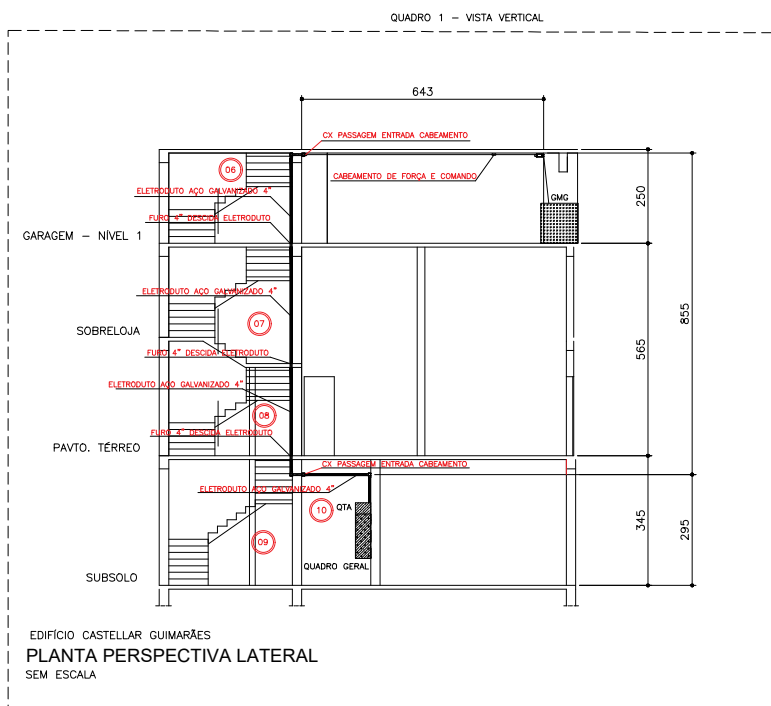 QUADRO 1 - VISTA VERTICAL
643
CX PASSAGEM ENTRADA CABEAMENTO
06
CABEAMENTO DE FORÇA E COMANDO
ELETRODUTO AÇO GALVANIZADO 4"
GMG
250
FURO 4" DESCIDA ELETRODUTO
GARAGEM - NÍVEL 1
ELETRODUTO AÇO GALVANIZADO 4"
855
07
SOBRELOJA
FURO 4" DESCIDA ELETRODUTO
565
ELETRODUTO AÇO GALVANIZADO 4"
08
FURO 4" DESCIDA ELETRODUTO
PAVTO. TÉRREO
CX PASSAGEM ENTRADA CABEAMENTO
ELETRODUTO AÇO GALVANIZADO 4"
10
QTA
345
295
09
QUADRO GERAL
SUBSOLO
EDIFÍCIO CASTELLAR GUIMARÃES
PLANTA PERSPECTIVA LATERAL
SEM ESCALA